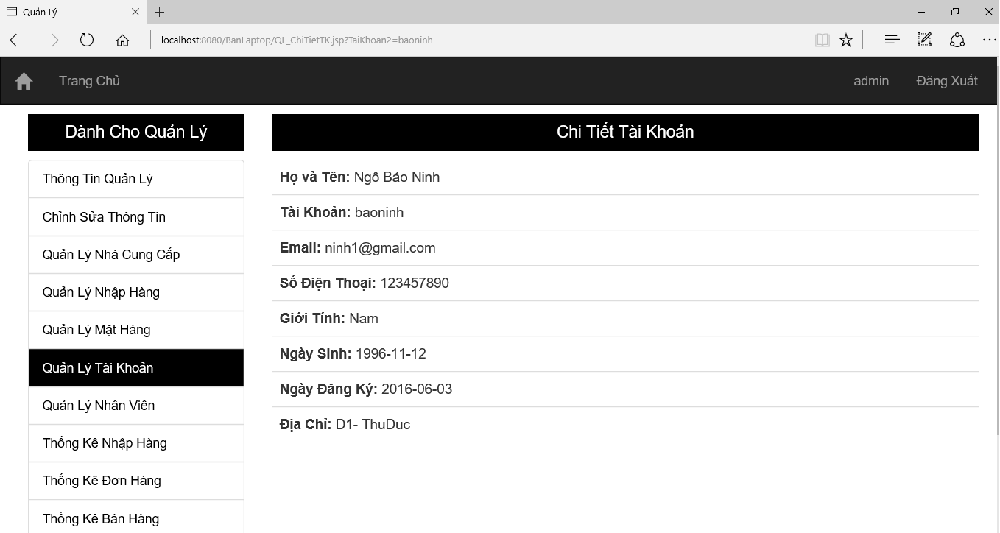 Quản Lý
localhost:8080/BanLaptop/QL_ChiTietTK.jsp?TaiKhoan2=baoninh
Trang Chủ
admin
Đăng Xuất
Dành Cho Quản Lý
Thông Tin Quản Lý
Chỉnh Sửa Thông Tin
Quản Lý Nhà Cung Cấp
Quản Lý Nhập Hàng
Quản Lý Mặt Hàng
Quản Lý Tài Khoản
Quản Lý Nhân Viên
Thống Kê Nhập Hàng
Thống Kê Đơn Hàng
Thống Kê Bán Hàng
Chi Tiết Tài Khoản
Họ và Tên: Ngô Bảo Ninh
Tài Khoản: baoninh
Email: ninh1@gmail.com
Số Điện Thoại: 123457890
Giới Tính: Nam
Ngày Sinh: 1996-11-12
Ngày Đăng Ký: 2016-06-03
Địa Chỉ: D1- ThuDuc